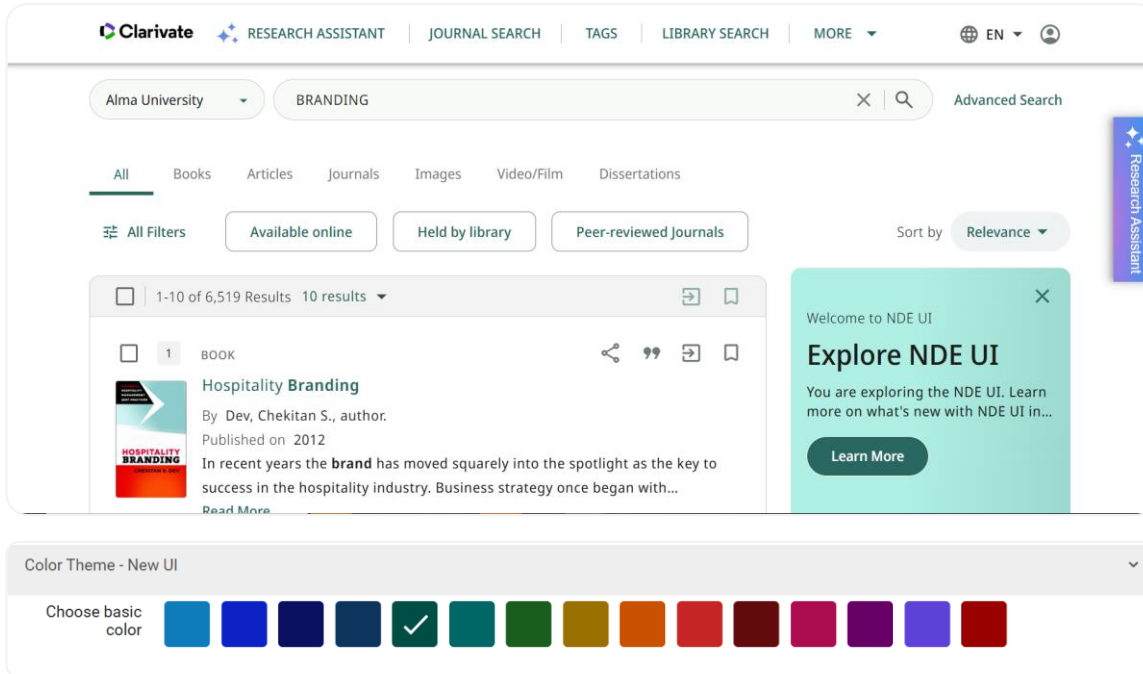 Clarivate RESEARCH ASSISTANT JOURNAL SEARCH TAGS LIBRARY SEARCH MORE EN
Alma University BRANDING Advanced Search
Research Assistant
All Books Articles Journals Images Video/Film Dissertations
All Filters Available online Held by library Peer-reviewed Journals Sort by Relevance
1-10 of 6,519 Results 10 results
1 BOOK
Hospitality Branding
By Dev, Chekitan S., author.
Published on 2012
In recent years the brand has moved squarely into the spotlight as the key to
success in the hospitality industry. Business strategy once began with...
Read More
HOSPITALITY
BRANDING
CHEKITAN S. DEV
Welcome to NDE UI
Explore NDE UI
You are exploring the NDE UI. Learn
more on what's new with NDE UI in...
Learn More
Color Theme - New UI
Choose basic
color